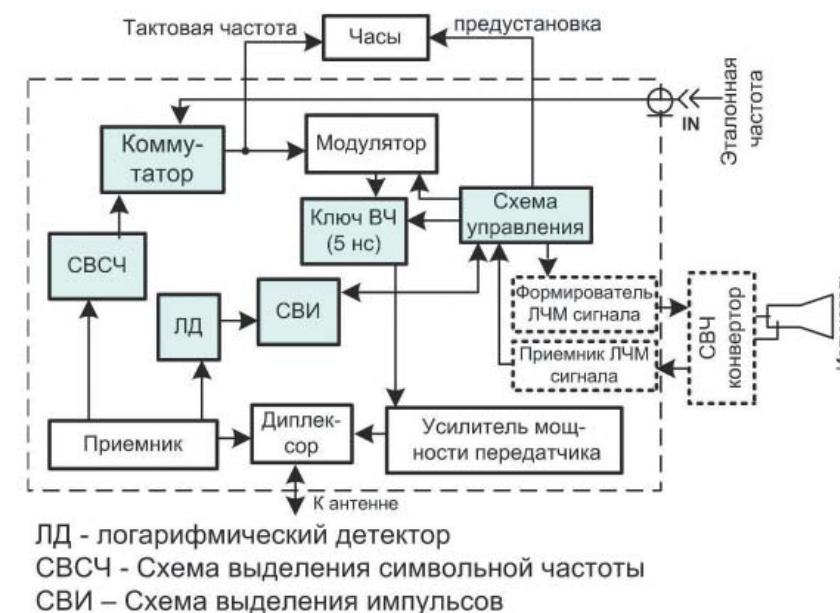 Тактовая частота
Часы
предустановка
Эталонная
частота
IN
Комму-
татор
Модулятор
Ключ ВЧ
(5 нс)
Схема
управления
СВСЧ
ЛД
СВИ
Формирователь
ЛЧМ сигнала
Приемник ЛЧМ
сигнала
СВЧ
конвертор
Приемник
Диплек-
сор
Усилитель мощ-
ности передатчика
К антенне
ЛД - логарифмический детектор
СВСЧ - Схема выделения символьной частоты
СВИ – Схема выделения импульсов